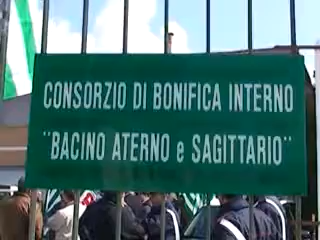 CONSORZIO DI BONIFICA INTERNO
"BACINO ATERNO e SAGITTARIO"